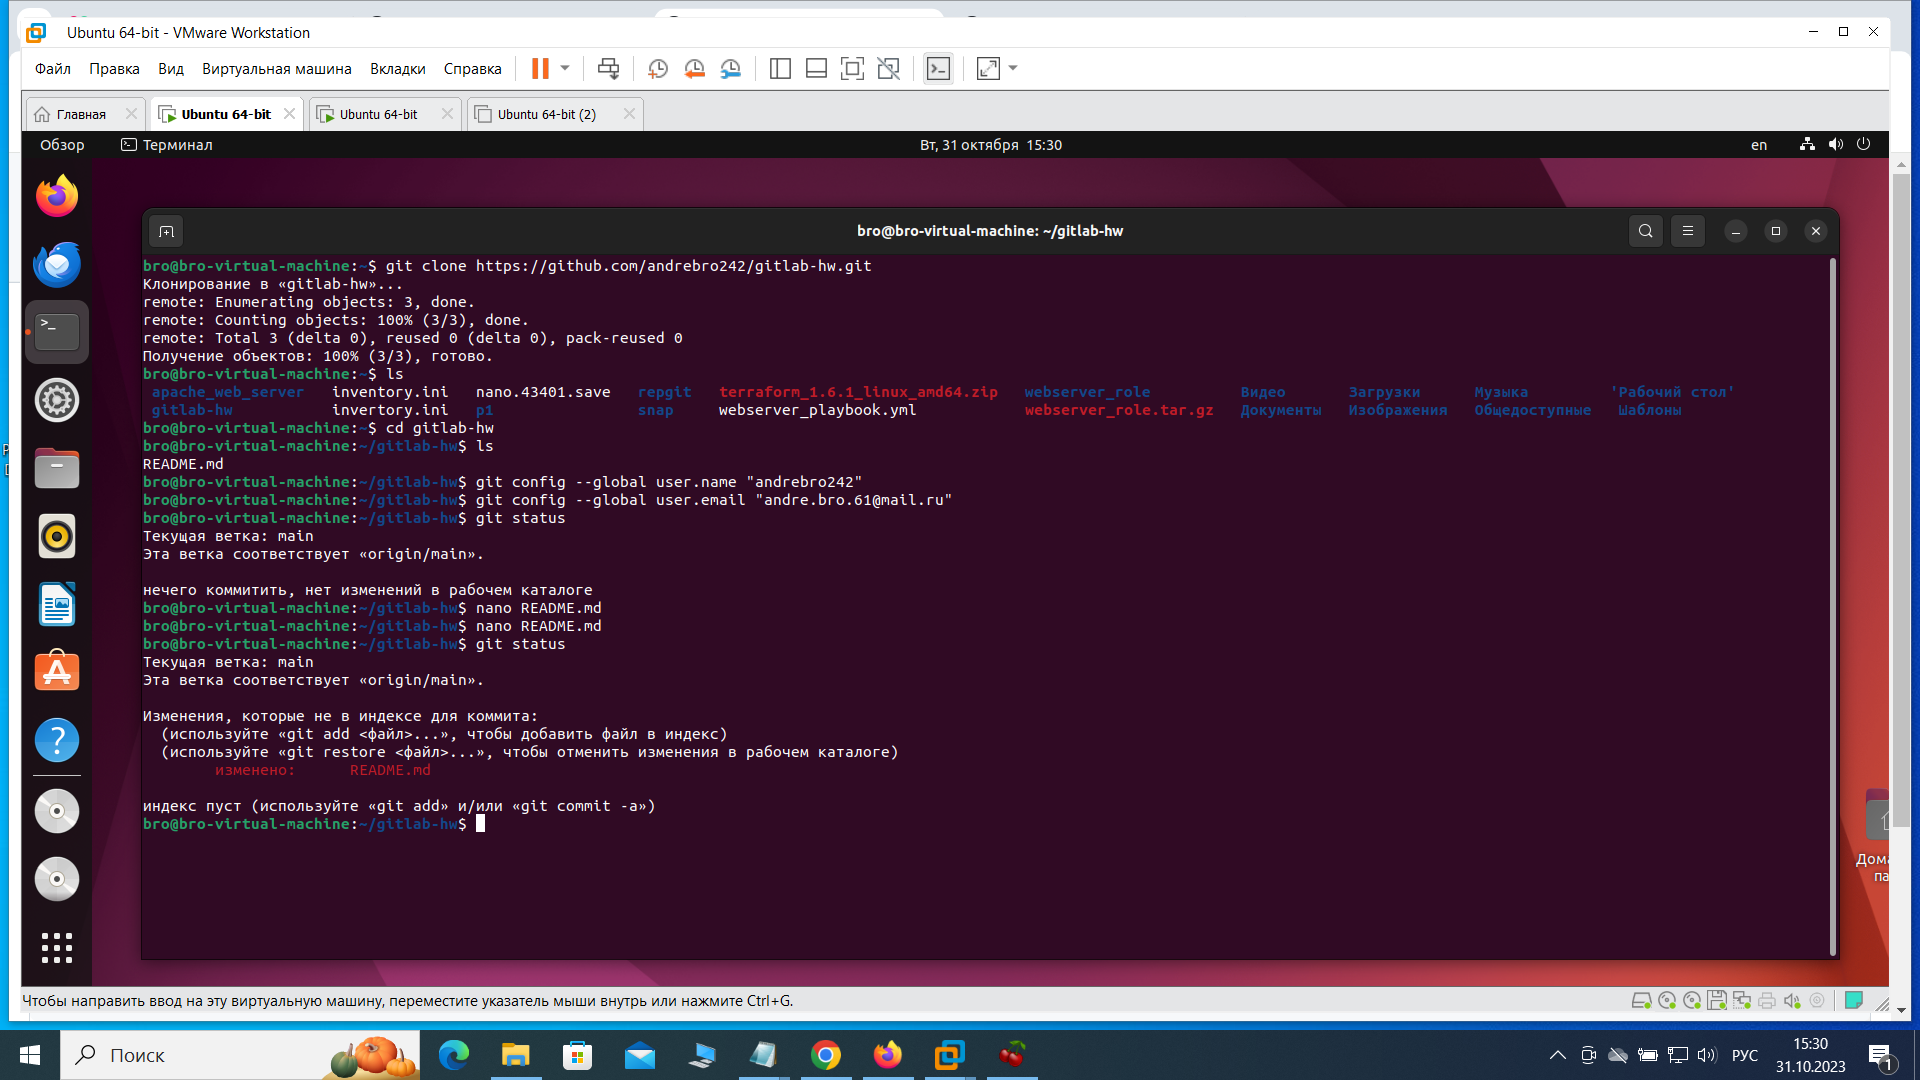 Ubuntu 64-bit - VMware Workstation
Файл Правка Вид Виртуальная машина Вкладки Справка
Главная Ubuntu 64-bit Ubuntu 64-bit Ubuntu 64-bit (2)
Обзор Терминал Вт, 31 октября 15:30 en
bro@bro-virtual-machine: ~/gitlab-hw
bro@bro-virtual-machine:~$ git clone https://github.com/andrebro242/gitlab-hw.git
Клонирование в «gitlab-hw»...
remote: Enumerating objects: 3, done.
remote: Counting objects: 100% (3/3), done.
remote: Total 3 (delta 0), reused 0 (delta 0), pack-reused 0
Получение объектов: 100% (3/3), готово.
bro@bro-virtual-machine:~$ ls
apache_web_server inventory.ini nano.43401.save repgit terraform_1.6.1_linux_amd64.zip webserver_role Видео Загрузки Музыка 'Рабочий стол'
gitlab-hw inventory.ini p1 snap webserver_playbook.yml webserver_role.tar.gz Документы Изображения Общедоступные Шаблоны
bro@bro-virtual-machine:~$ cd gitlab-hw
bro@bro-virtual-machine:~/gitlab-hw$ ls
README.md
bro@bro-virtual-machine:~/gitlab-hw$ git config --global user.name "andrebro242"
bro@bro-virtual-machine:~/gitlab-hw$ git config --global user.email "andre.bro.61@mail.ru"
bro@bro-virtual-machine:~/gitlab-hw$ git status
Текущая ветка: main
Эта ветка соответствует «origin/main».
нечего коммитить, нет изменений в рабочем каталоге
bro@bro-virtual-machine:~/gitlab-hw$ nano README.md
bro@bro-virtual-machine:~/gitlab-hw$ nano README.md
bro@bro-virtual-machine:~/gitlab-hw$ git status
Текущая ветка: main
Эта ветка соответствует «origin/main».
Изменения, которые не в индексе для коммита:
(используйте «git add <файл>...», чтобы добавить файл в индекс)
(используйте «git restore <файл>...», чтобы отменить изменения в рабочем каталоге)
изменено: README.md
индекс пуст (используйте «git add» и/или «git commit -a»)
bro@bro-virtual-machine:~/gitlab-hw$
Чтобы направить ввод на эту виртуальную машину, переместите указатель мыши внутрь или нажмите Ctrl+G.
Поиск
РУС
15:30
31.10.2023
1